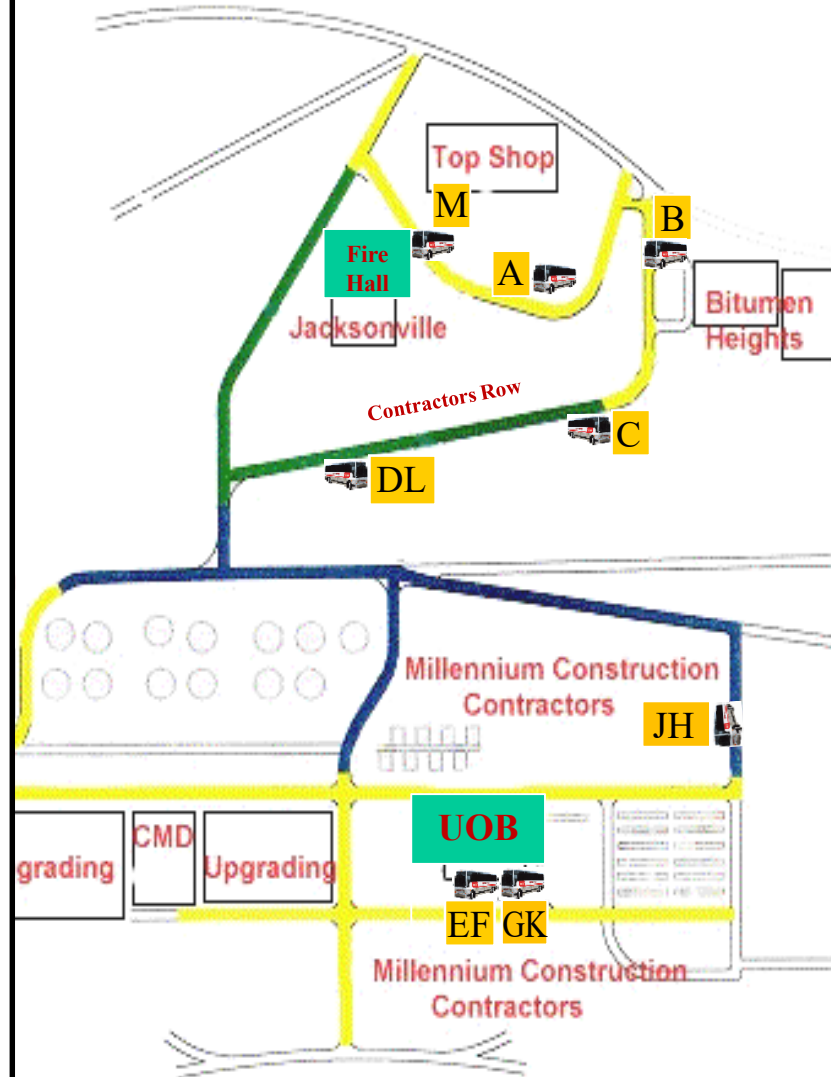 Top Shop
M
B
Fire
Hall
A
Bitumen
Heights
Jacksonville
Contractors Row
C
DL
Millennium Construction
Contractors
JH
UOB
CMD
grading
Upgrading
EF
GK
Millennium Construction
Contractors